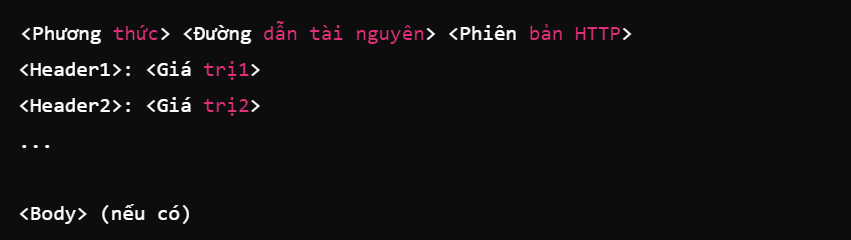 <Phương thức> <Đường dẫn tài nguyên> <Phiên bản HTTP>
<Header1>: <Giá trị1>
<Header2>: <Giá trị2>
...
<Body> (nếu có)